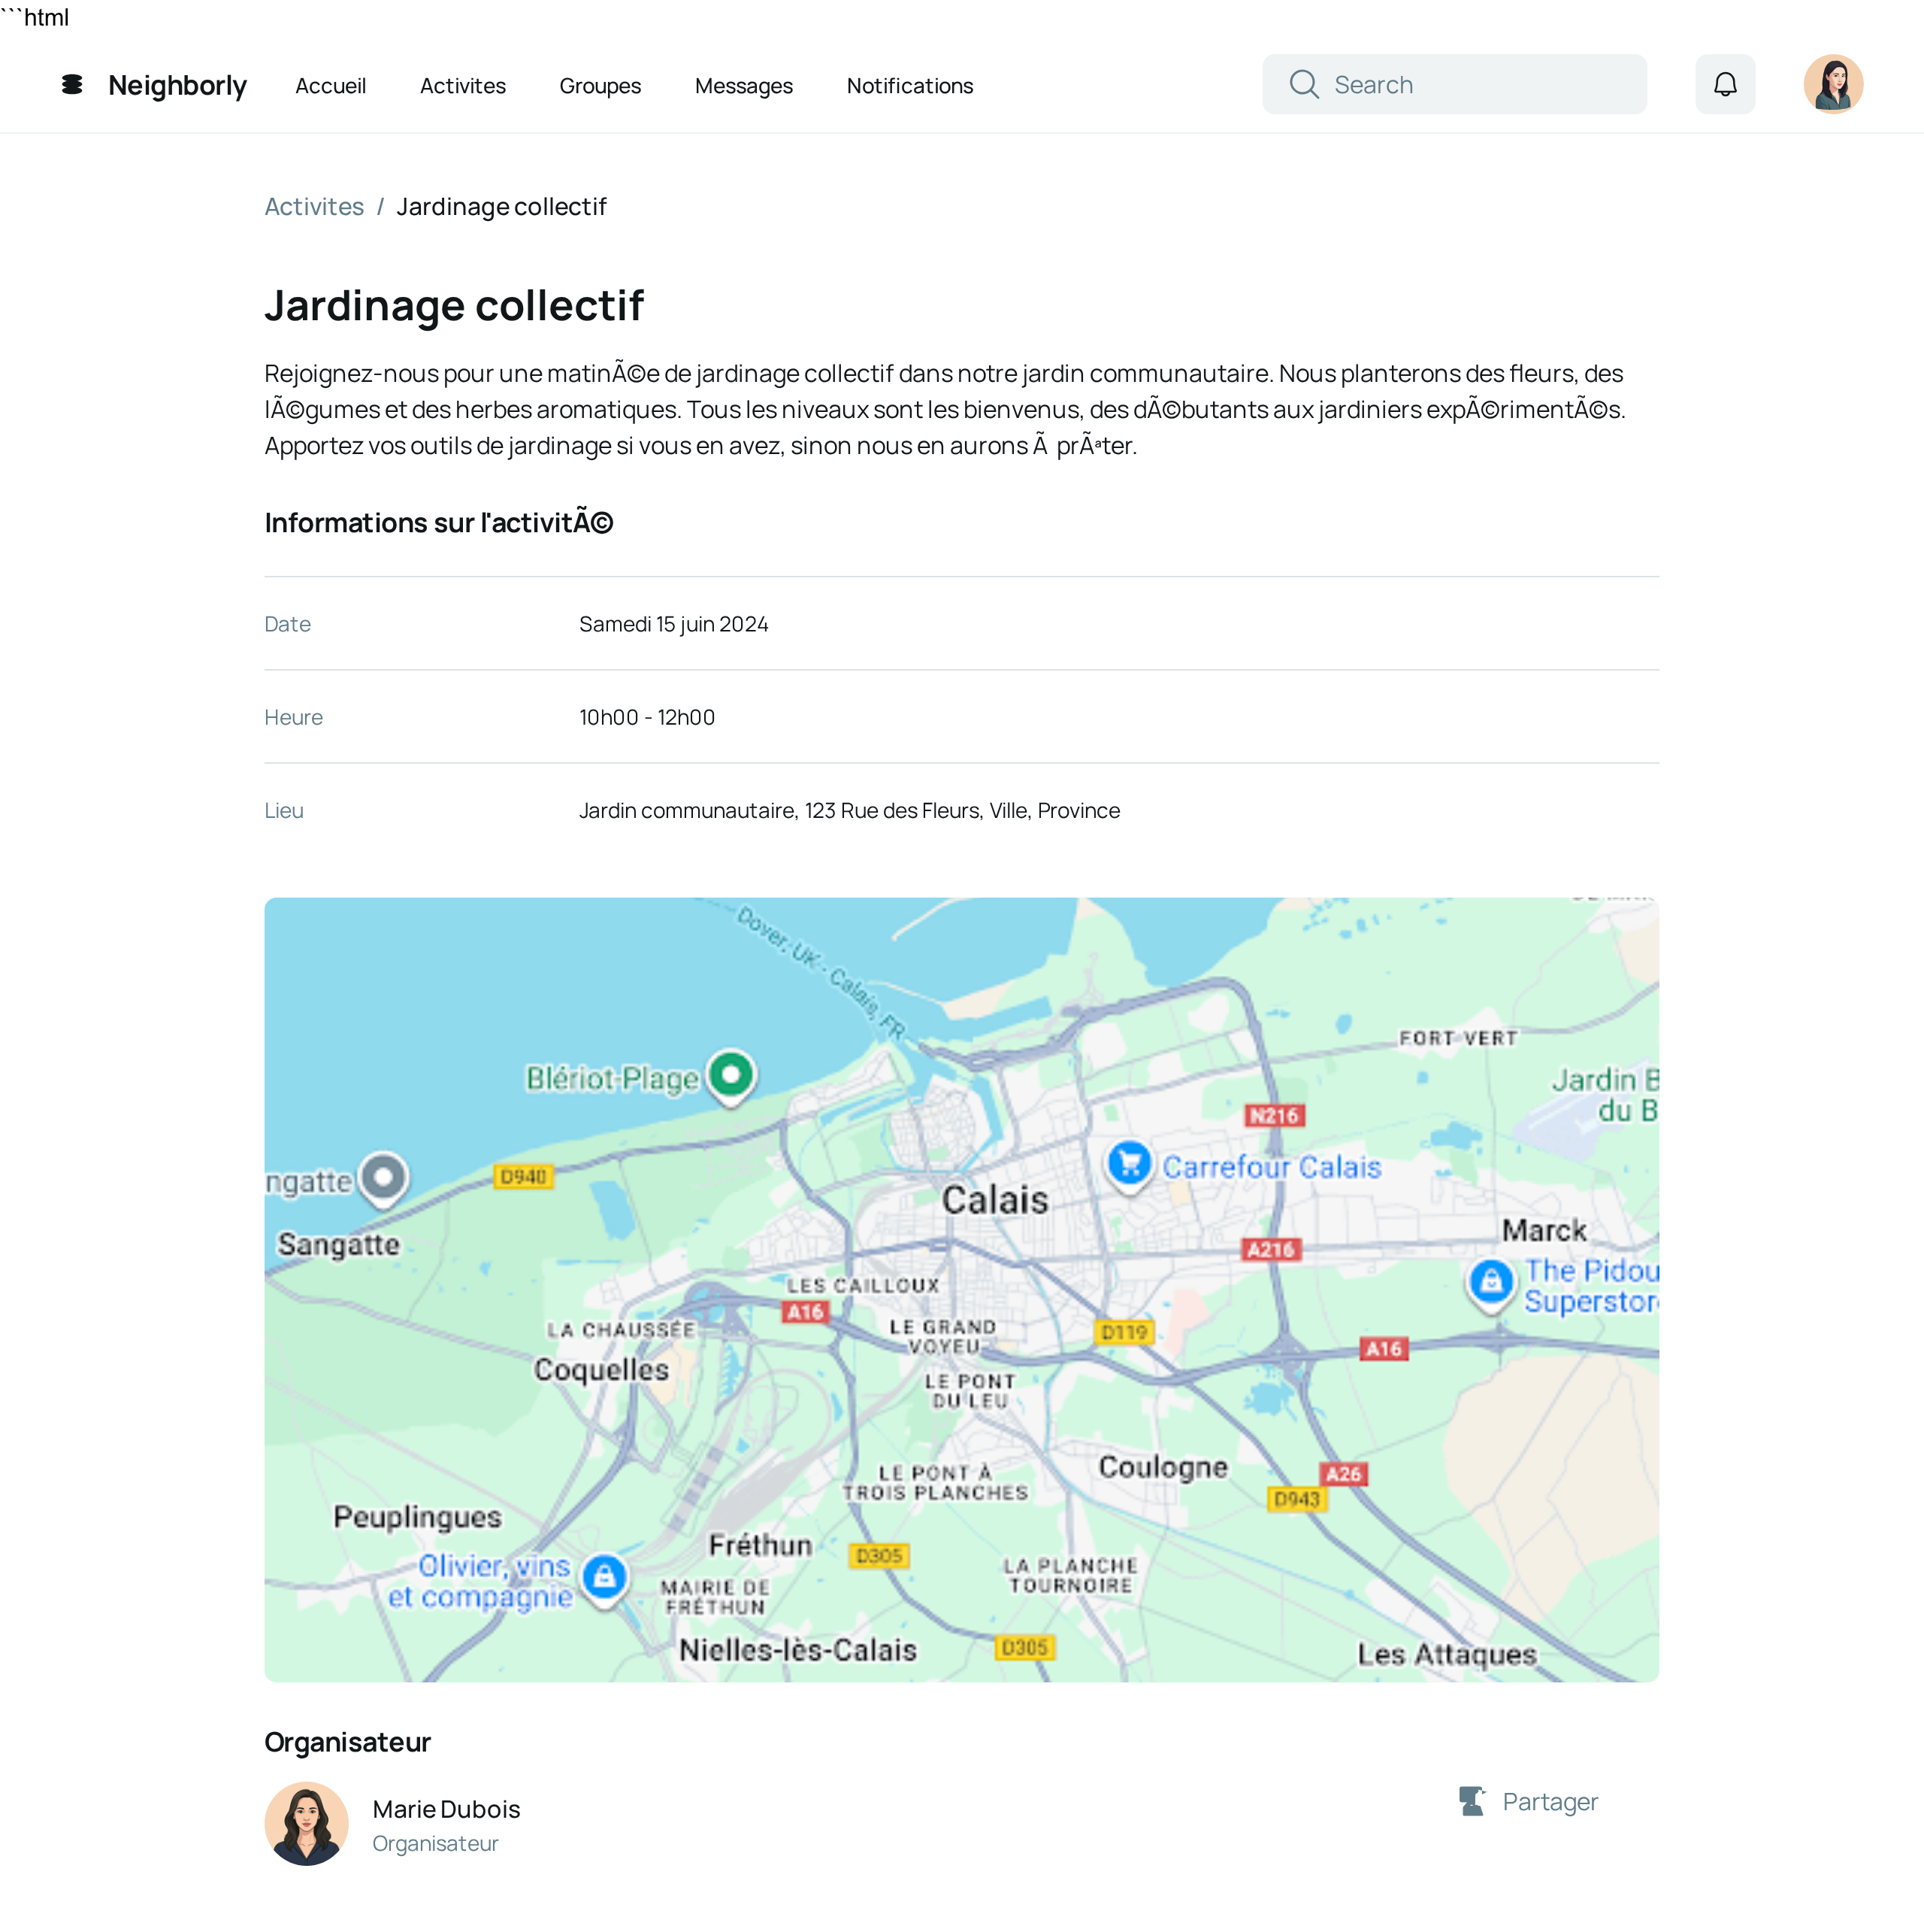 ```html
Neighborly Accueil Activites Groupes Messages Notifications Search
Activites / Jardinage collectif
Jardinage collectif
Rejoignez-nous pour une matinÃ©e de jardinage collectif dans notre jardin communautaire. Nous planterons des fleurs, des
lÃ©gumes et des herbes aromatiques. Tous les niveaux sont les bienvenus, des dÃ©butants aux jardiniers expÃ©rimentÃ©s.
Apportez vos outils de jardinage si vous en avez, sinon nous en aurons Ã  prÃªter.
Informations sur l'activitÃ©
Date Samedi 15 juin 2024
Heure 10h00 - 12h00
Lieu Jardin communautaire, 123 Rue des Fleurs, Ville, Province
Dover, UK - Calais, FR
FORT VERT
Blériot-Plage
Jardin B
du B
N216
Carrefour Calais
D940
ngatte
Calais
Sangatte
Marck
A216
The Pidou
Superstor
LES CAILLOUX
A16
LA CHAUSSÉE
LE GRAND
VOYEU
D119
A16
Coquelles
LE PONT
DU LEU
Coulogne
LE PONT À
TROIS PLANCHES
A26
D943
Peuplingues
Fréthun
D305
Olivier, vins
et compagnie
LA PLANCHE
TOURNOIRE
MAIRIE DE
FRÉTHUN
Nielles-lès-Calais
D305
Les Attaques
Organisateur
Marie Dubois
Organisateur
Partager